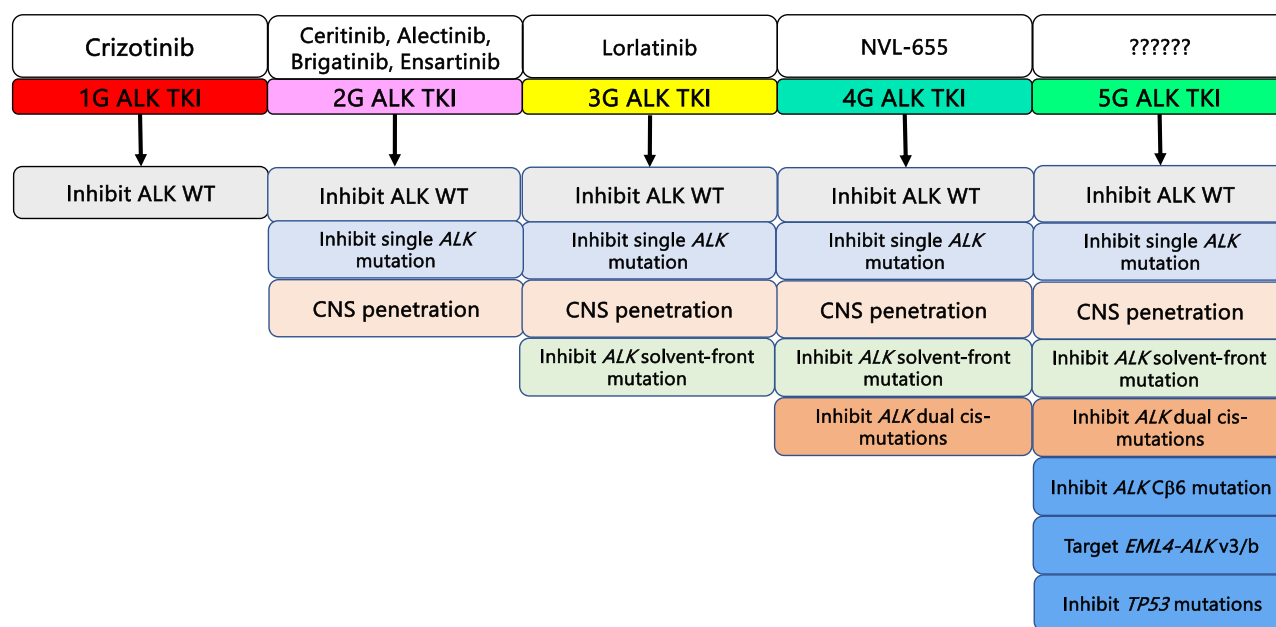 Crizotinib
Ceritinib, Alectinib,
Brigatinib, Ensartinib
Lorlatinib
NVL-655
??????
1G ALK TKI
2G ALK TKI
3G ALK TKI
4G ALK TKI
5G ALK TKI
Inhibit ALK WT
Inhibit ALK WT
Inhibit ALK WT
Inhibit ALK WT
Inhibit ALK WT
Inhibit single ALK
mutation
Inhibit single ALK
mutation
Inhibit single ALK
mutation
Inhibit single ALK
mutation
CNS penetration
CNS penetration
CNS penetration
CNS penetration
Inhibit ALK solvent-front
mutation
Inhibit ALK solvent-front
mutation
Inhibit ALK solvent-front
mutation
Inhibit ALK dual cis-
mutations
Inhibit ALK dual cis-
mutations
Inhibit ALK Cβ6 mutation
Target EML4-ALK v3/b
Inhibit TP53 mutations